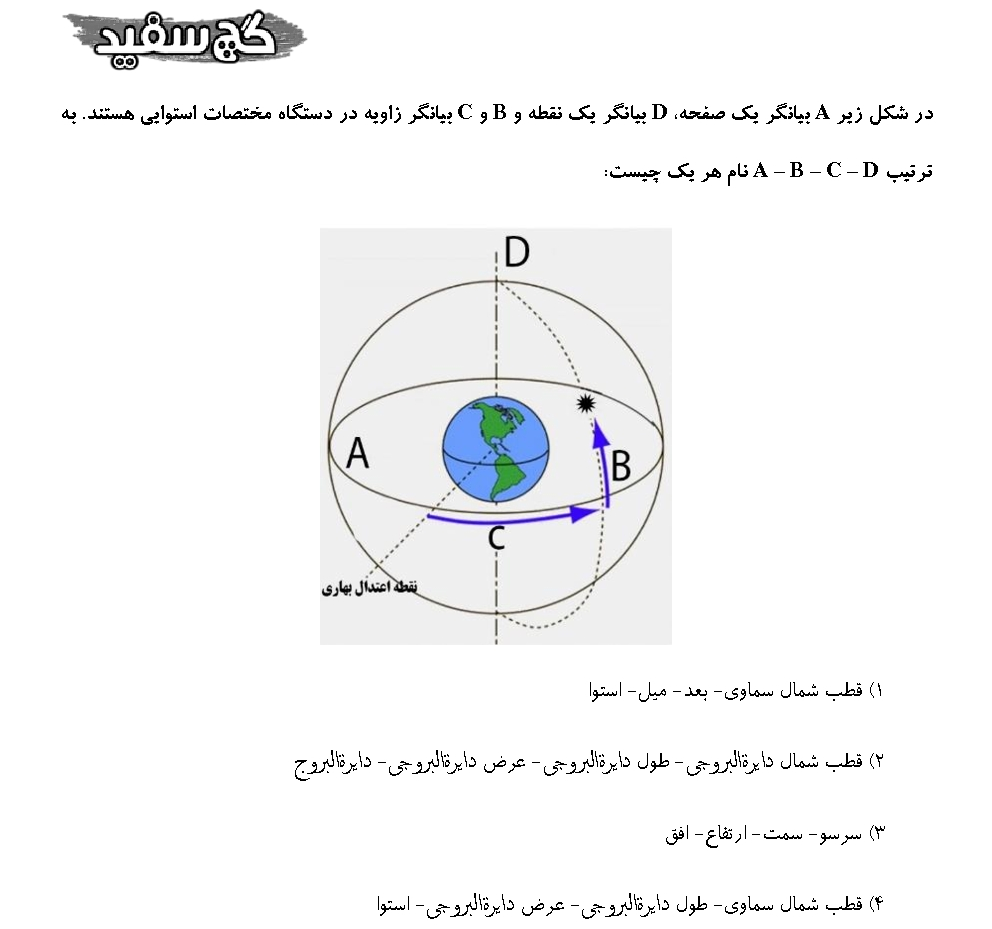 گچ سفید
در شکل زیر A بیانگر یک صفحه، D بیانگر یک نقطه و B و C بیانگر زاویه در دستگاه مختصات استوایی هستند. به
ترتیب A – B – C – D نام هر یک چیست:
D
A
B
C
نقطه اعتدال بهاری
۱) قطب شمال سماوی- بعد- میل- استوا
۲) قطب شمال دایرةالبروجی- طول دایرةالبروجی- عرض دایرةالبروجی- دایرةالبروج
۳) سرسو- سمت- ارتفاع- افق
۴) قطب شمال سماوی- طول دایرةالبروجی- عرض دایرةالبروجی- استوا